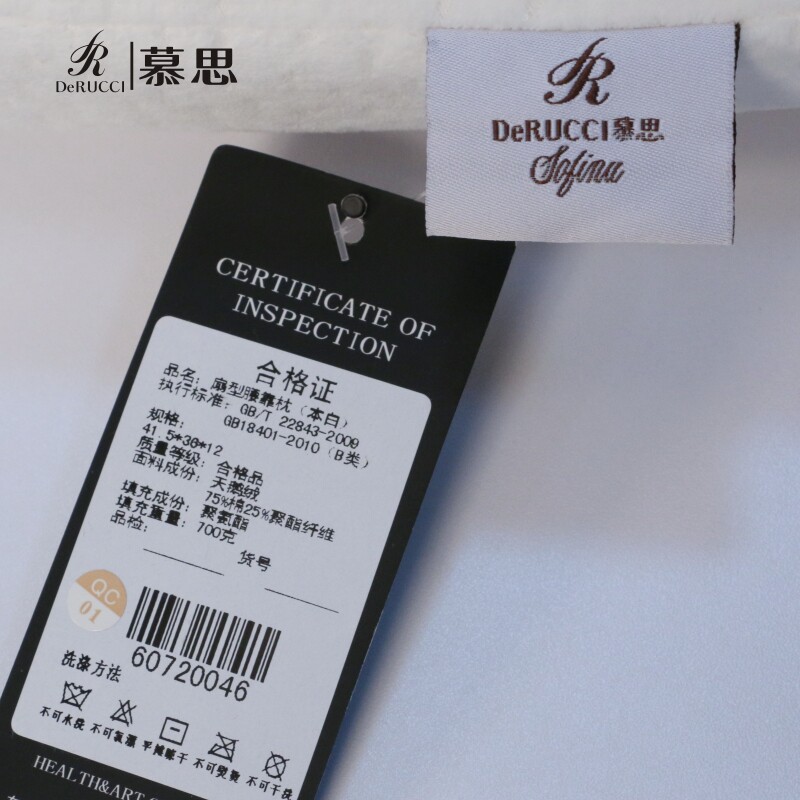 DeRUCCI 慕思
DeRUCCI慕思
Sofina
CERTIFICATE OF
INSPECTION
合格证
品名: 扇型腰靠枕(本白)
执行标准: GB/T 22843-2009
GB18401-2010 (B类)
规格:
41.5*36*12
质量等级: 合格品
面料成份: 天鹅绒
75%棉25%聚酯纤维
填充成份: 聚氨酯
填充重量: 700克
品检:
货号
QC
01
60720046
洗涤方法
不可水洗 不可氯漂 平摊晾干 不可熨烫 不可干洗
HEALTH&ART